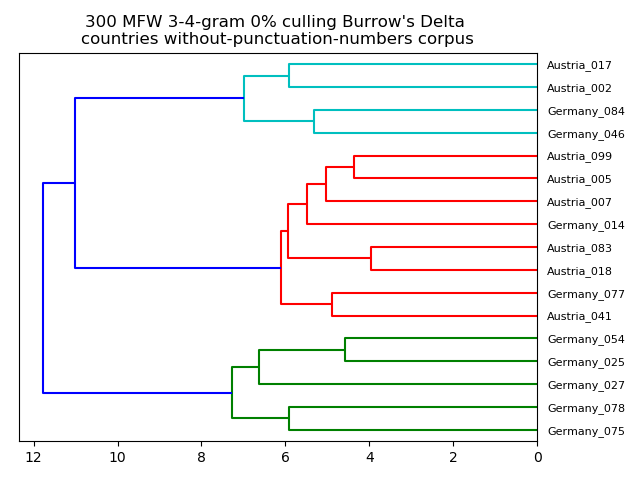 300 MFW 3-4-gram 0% culling Burrow's Delta
countries without-punctuation-numbers corpus
Austria_017
Austria_002
Germany_084
Germany_046
Austria_099
Austria_005
Austria_007
Germany_014
Austria_083
Austria_018
Germany_077
Austria_041
Germany_054
Germany_025
Germany_027
Germany_078
Germany_075
12 10 8 6 4 2 0